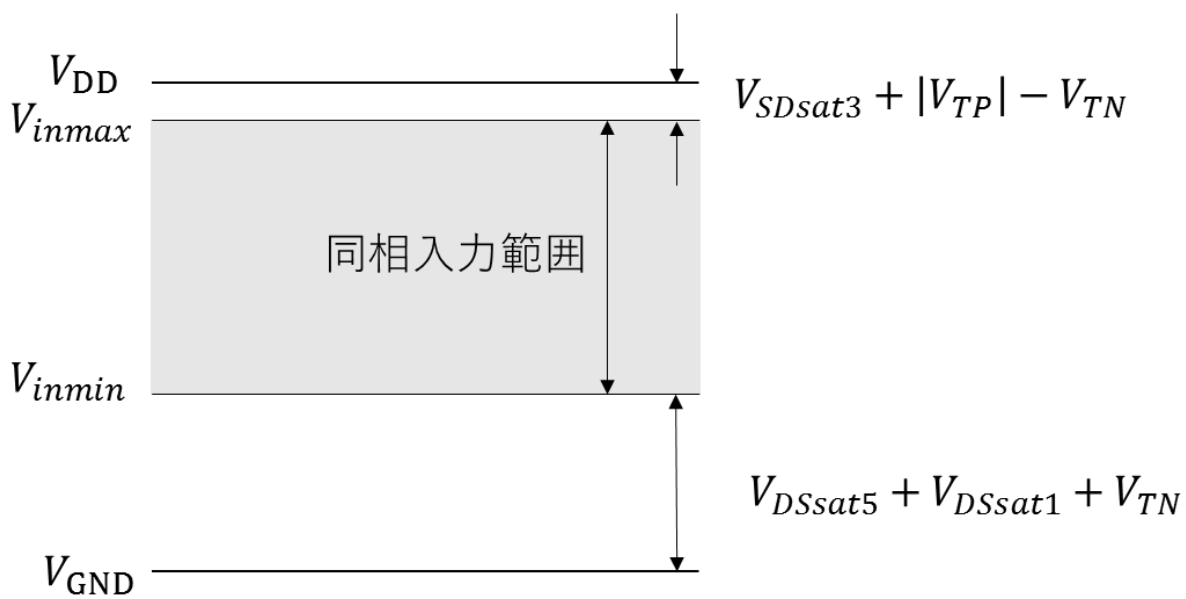 V_DD
V_SDsat3 + |V_TP| − V_TN
V_inmax
同相入力範囲
V_inmin
V_DSsat5 + V_DSsat1 + V_TN
V_GND